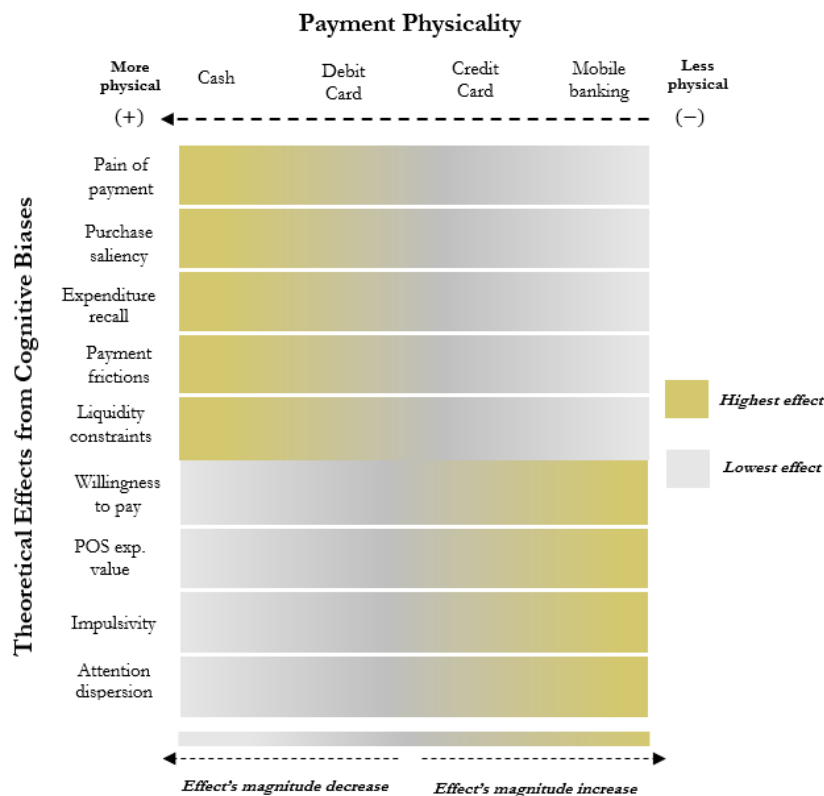 Payment Physicality
More
physical
(+)
Cash
Debit
Card
Credit
Card
Mobile
banking
Less
physical
(−)
Theoretical Effects from Cognitive Biases
Pain of
payment
Purchase
saliency
Expenditure
recall
Payment
frictions
Liquidity
constraints
Willingness
to pay
POS exp.
value
Impulsivity
Attention
dispersion
Highest effect
Lowest effect
Effect's magnitude decrease
Effect's magnitude increase